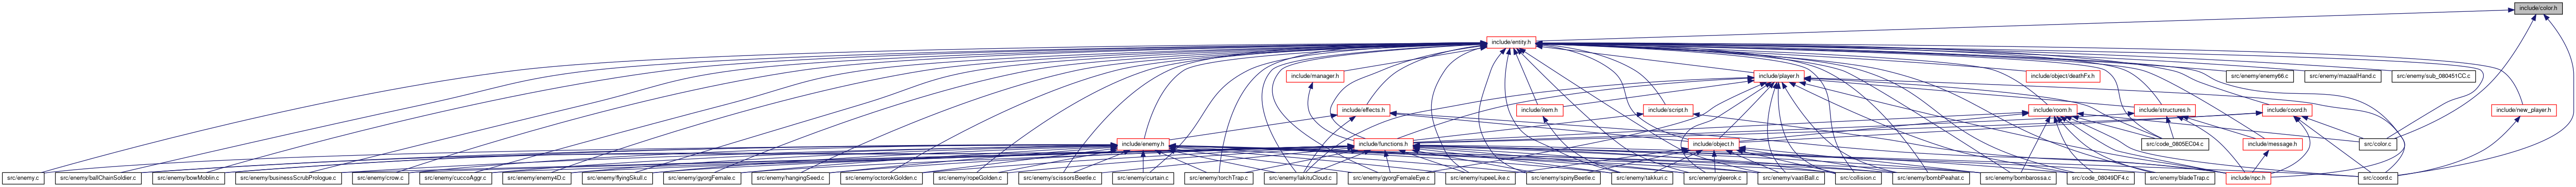 include/color.h
include/entity.h
include/manager.h
include/player.h
include/object/deathFx.h
src/enemy/enemy66.c
src/enemy/mazaalHand.c
src/enemy/sub_080451CC.c
include/effects.h
include/item.h
include/script.h
include/room.h
include/structures.h
include/coord.h
include/new_player.h
include/enemy.h
include/functions.h
include/object.h
src/code_0805EC04.c
include/message.h
src/color.c
src/enemy.c
src/enemy/ballChainSoldier.c
src/enemy/bowMoblin.c
src/enemy/businessScrubPrologue.c
src/enemy/crow.c
src/enemy/cuccoAggr.c
src/enemy/enemy4D.c
src/enemy/flyingSkull.c
src/enemy/gyorgFemale.c
src/enemy/hangingSeed.c
src/enemy/octorokGolden.c
src/enemy/ropeGolden.c
src/enemy/scissorsBeetle.c
src/enemy/curtain.c
src/enemy/torchTrap.c
src/enemy/lakituCloud.c
src/enemy/gyorgFemaleEye.c
src/enemy/rupeeLike.c
src/enemy/spinyBeetle.c
src/enemy/takkuri.c
src/enemy/gleerok.c
src/enemy/vaatiBall.c
src/collision.c
src/enemy/bombPeahat.c
src/enemy/bombarossa.c
src/code_08049DF4.c
src/enemy/bladeTrap.c
include/npc.h
src/coord.c